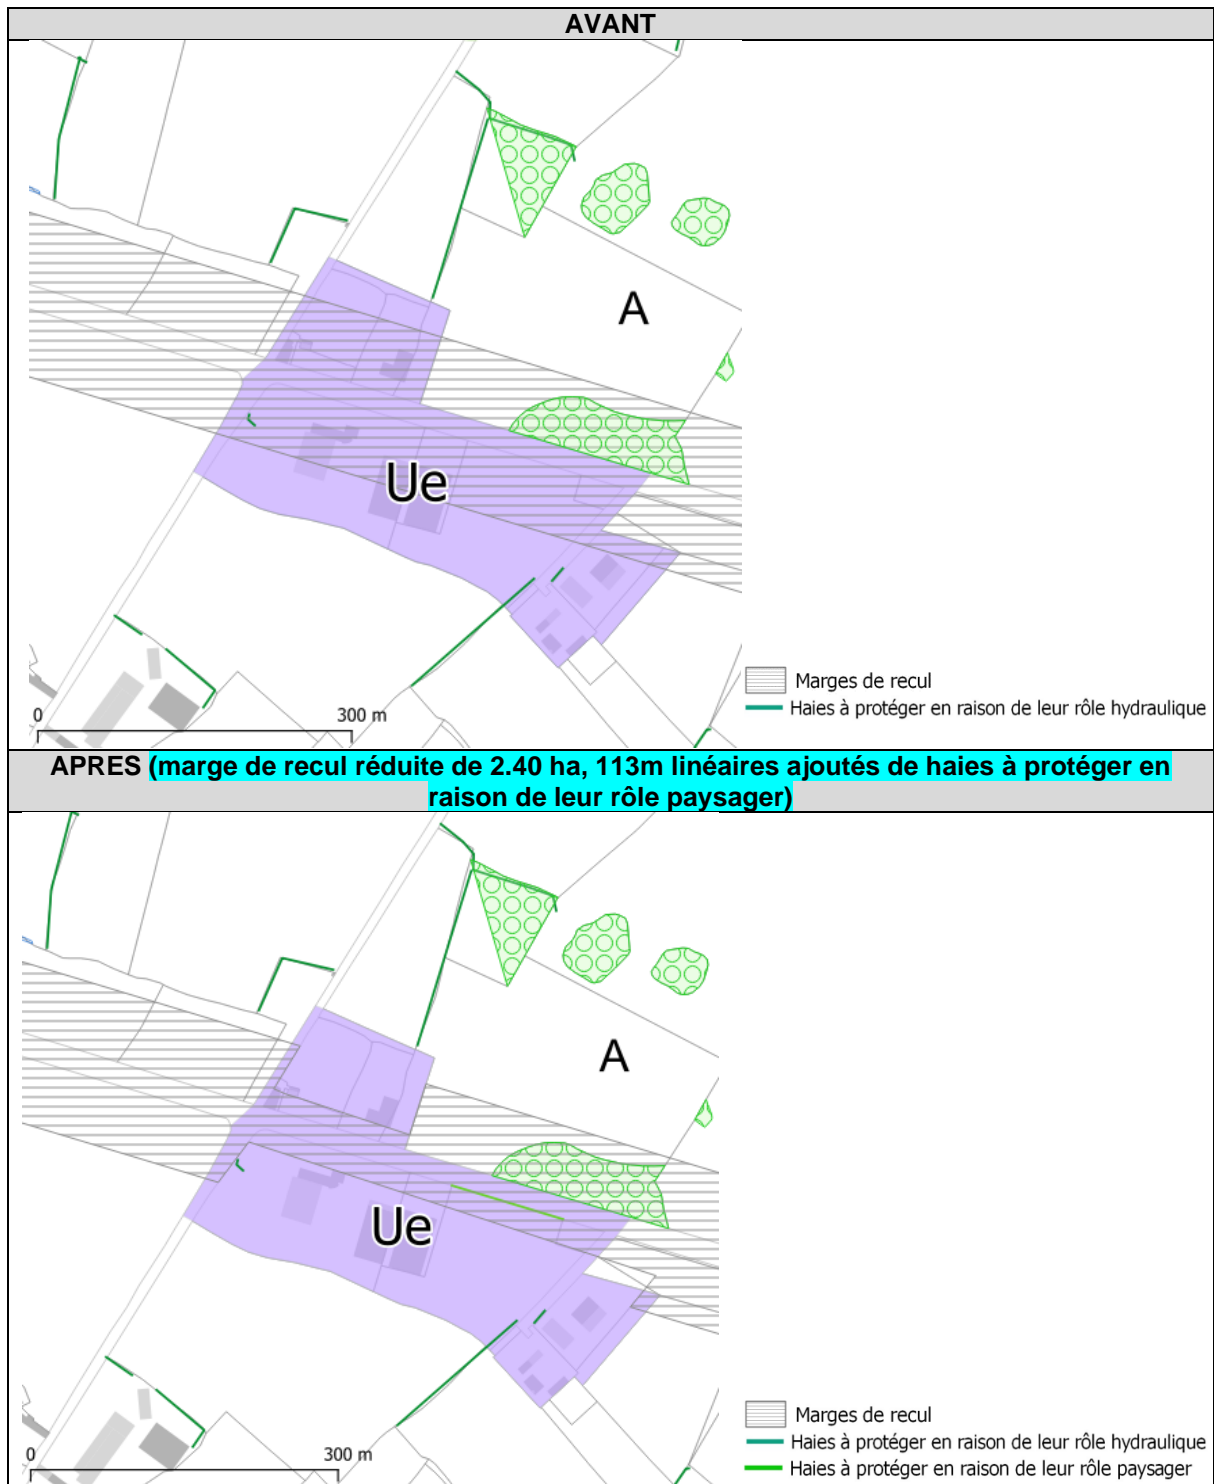 AVANT
A
Ue
Marges de recul
Haies à protéger en raison de leur rôle hydraulique
0 300 m
APRES (marge de recul réduite de 2.40 ha, 113m linéaires ajoutés de haies à protéger en
raison de leur rôle paysager)
A
Ue
Marges de recul
Haies à protéger en raison de leur rôle hydraulique
0 300 m
Haies à protéger en raison de leur rôle paysager